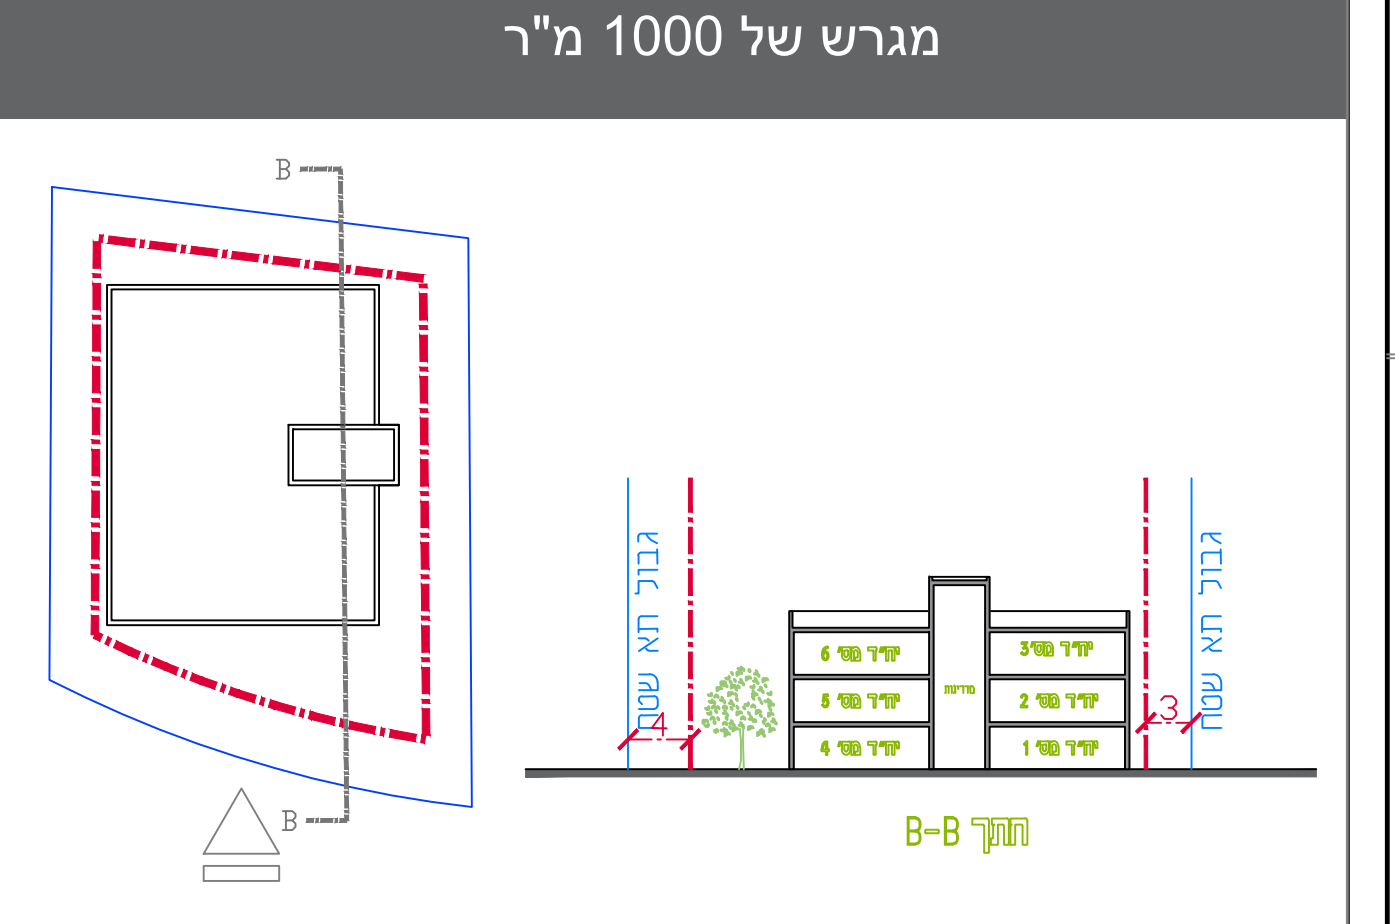 מגרש של 1000 מ"ר
B
B
גבול תא שטח
4
גבול תא שטח
3
יח"ד מס' 6
יח"ד מס' 3
יח"ד מס' 5
יח"ד מס' 2
יח"ד מס' 4
יח"ד מס' 1
מדרגות
חתך B-B